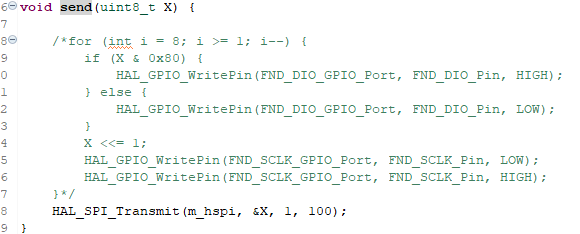 6 void send(uint8_t X) {
7
8     /*for (int i = 8; i >= 1; i--) {
9         if (X & 0x80) {
0             HAL_GPIO_WritePin(FND_DIO_GPIO_Port, FND_DIO_Pin, HIGH);
1         } else {
2             HAL_GPIO_WritePin(FND_DIO_GPIO_Port, FND_DIO_Pin, LOW);
3         }
4         X <<= 1;
5         HAL_GPIO_WritePin(FND_SCLK_GPIO_Port, FND_SCLK_Pin, LOW);
6         HAL_GPIO_WritePin(FND_SCLK_GPIO_Port, FND_SCLK_Pin, HIGH);
7     }*/
8     HAL_SPI_Transmit(m_hspi, &X, 1, 100);
9 }